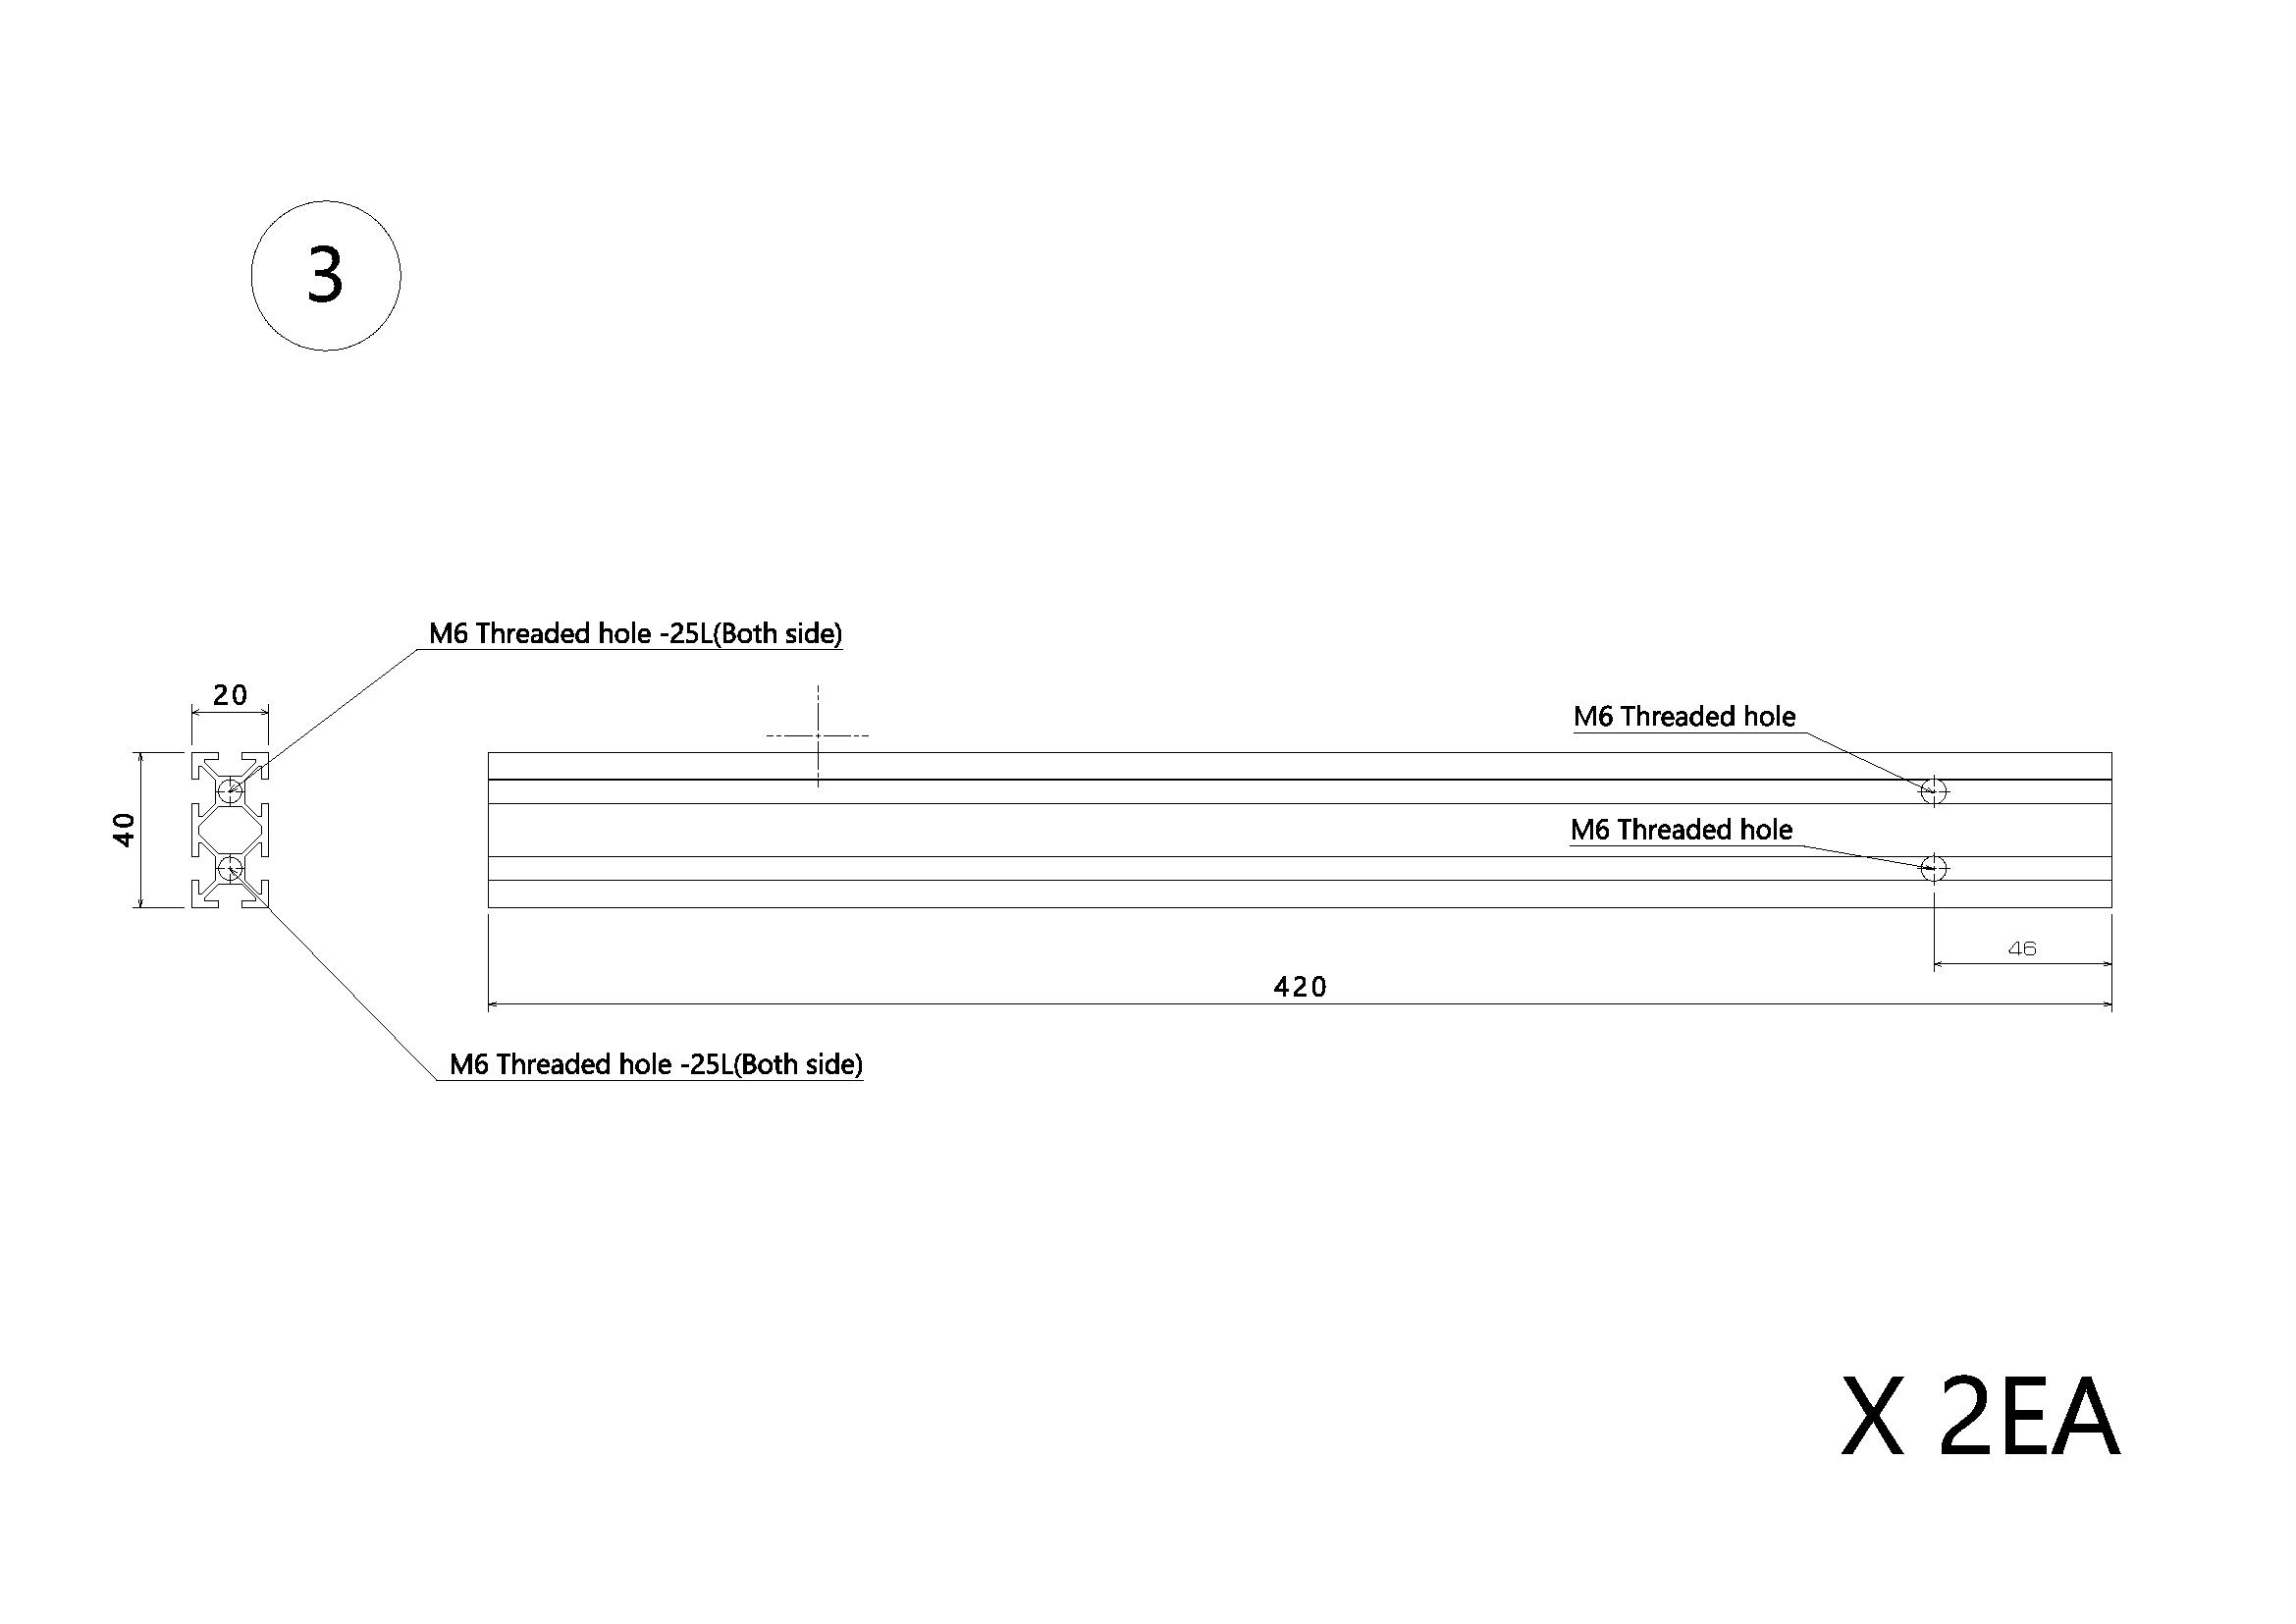 3
M6 Threaded hole -25L(Both side)
20
M6 Threaded hole
40
M6 Threaded hole
46
420
M6 Threaded hole -25L(Both side)
X 2EA